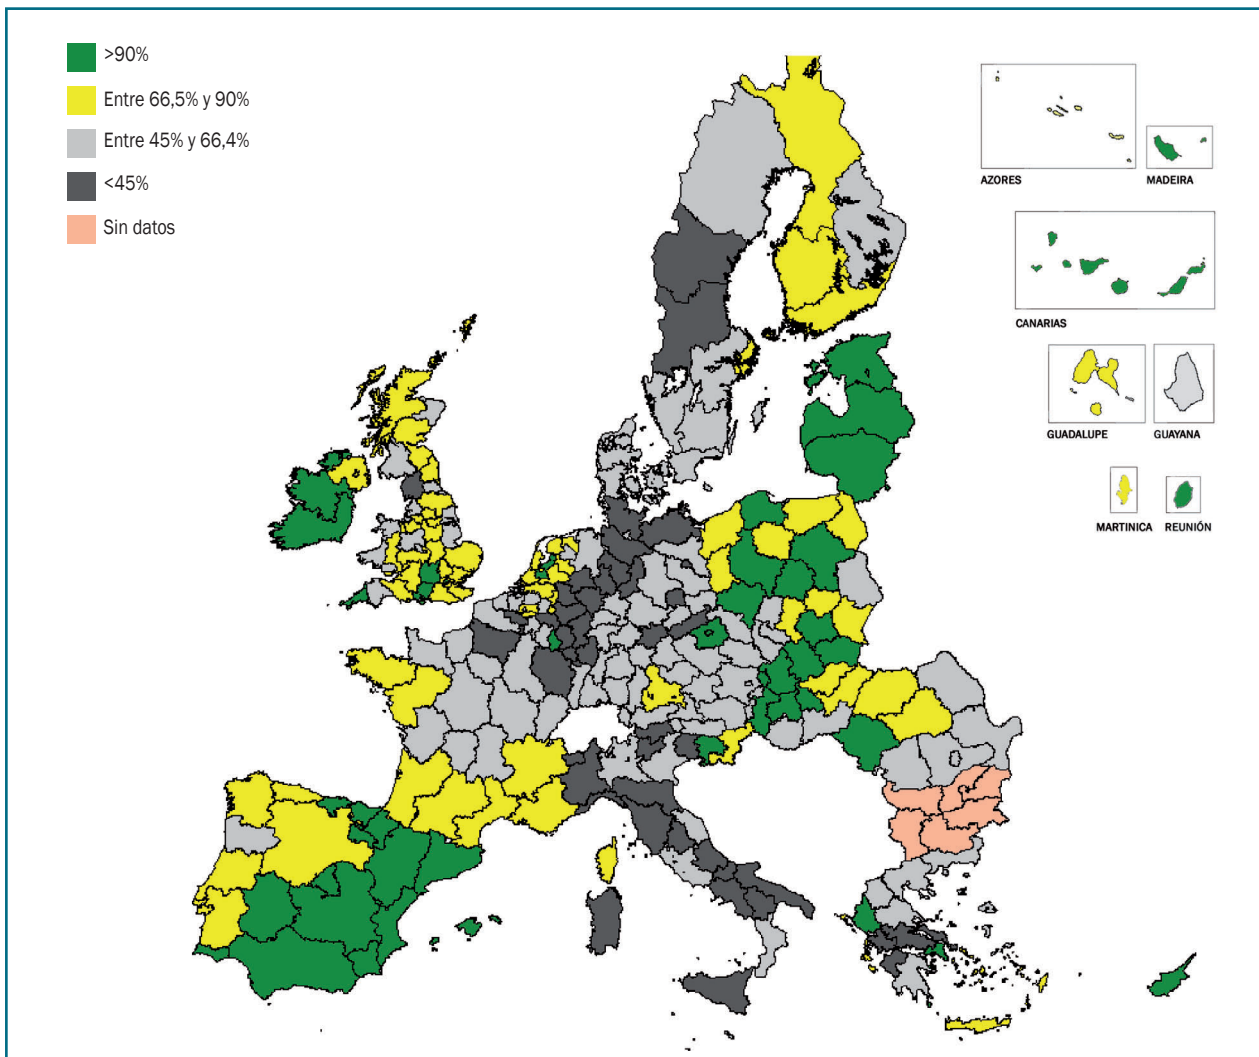 >90%
Entre 66,5% y 90%
Entre 45% y 66,4%
<45%
Sin datos
AZORES
MADEIRA
CANARIAS
GUADALUPE
GUAYANA
MARTINICA
REUNIÓN